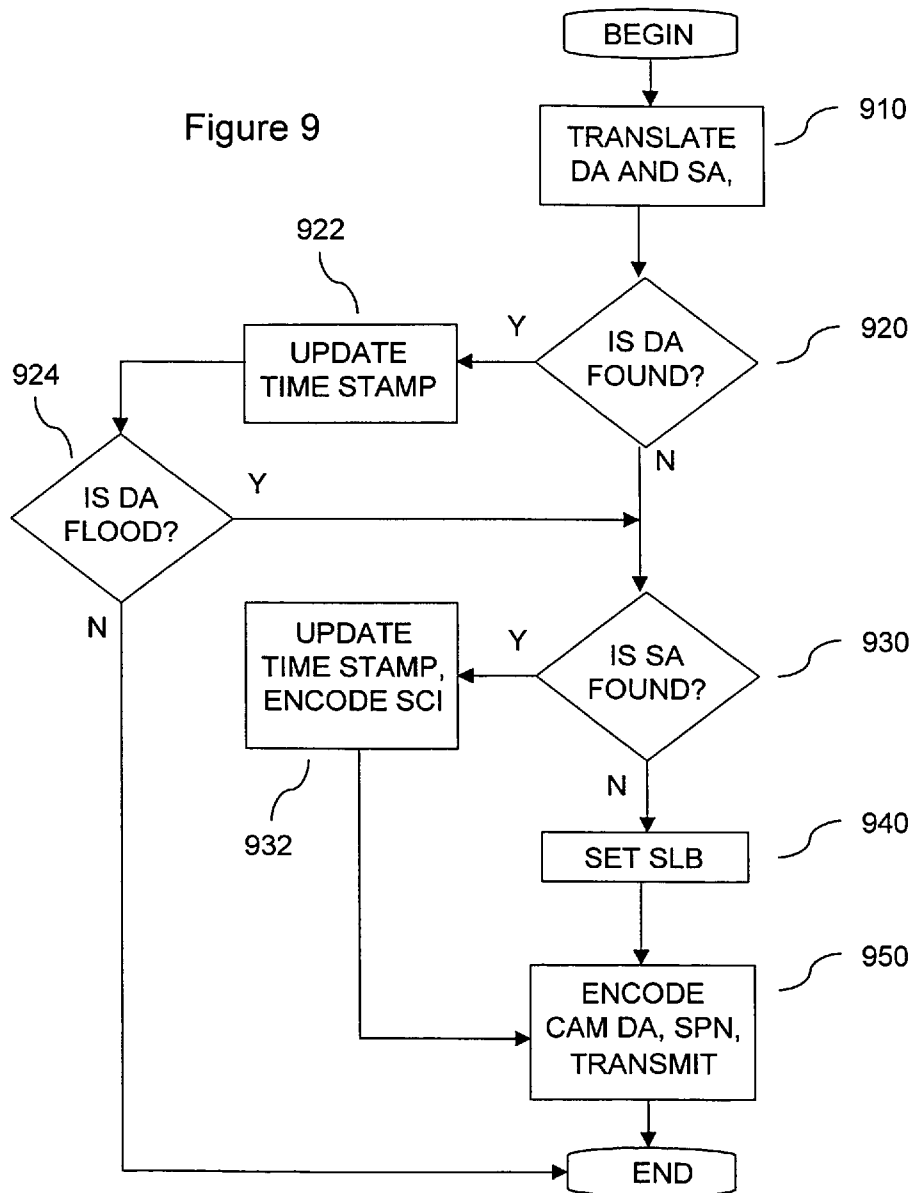 BEGIN
Figure 9
910
TRANSLATE
DA AND SA,
922
920
Y
IS DA
FOUND?
UPDATE
TIME STAMP
924
N
IS DA
FLOOD?
Y
N
UPDATE
TIME STAMP,
ENCODE SCI
Y
IS SA
FOUND?
930
N
932
940
SET SLB
950
ENCODE
CAM DA, SPN,
TRANSMIT
END